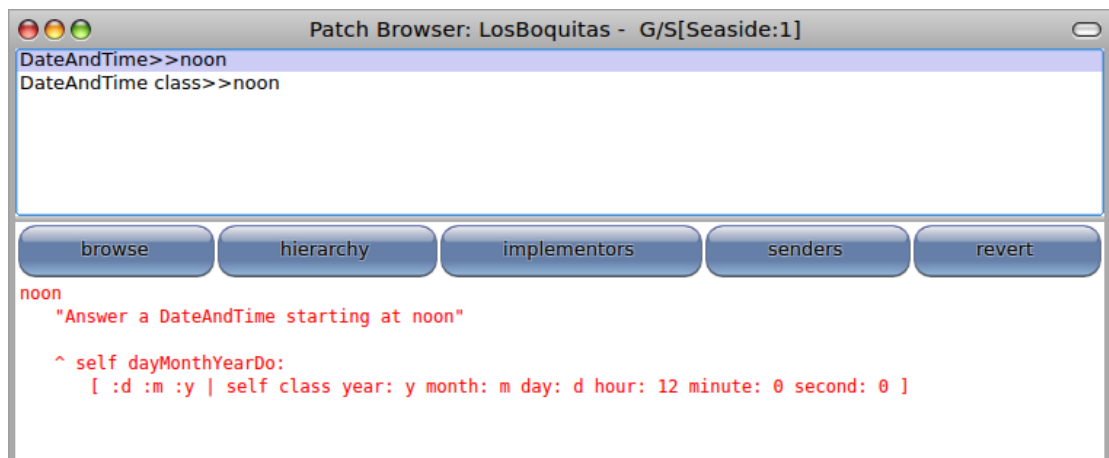 Patch Browser: LosBoquitas -  G/S[Seaside:1]
DateAndTime>>noon
DateAndTime class>>noon
browse hierarchy implementors senders revert
noon
"Answer a DateAndTime starting at noon"
^ self dayMonthYearDo:
[ :d :m :y | self class year: y month: m day: d hour: 12 minute: 0 second: 0 ]